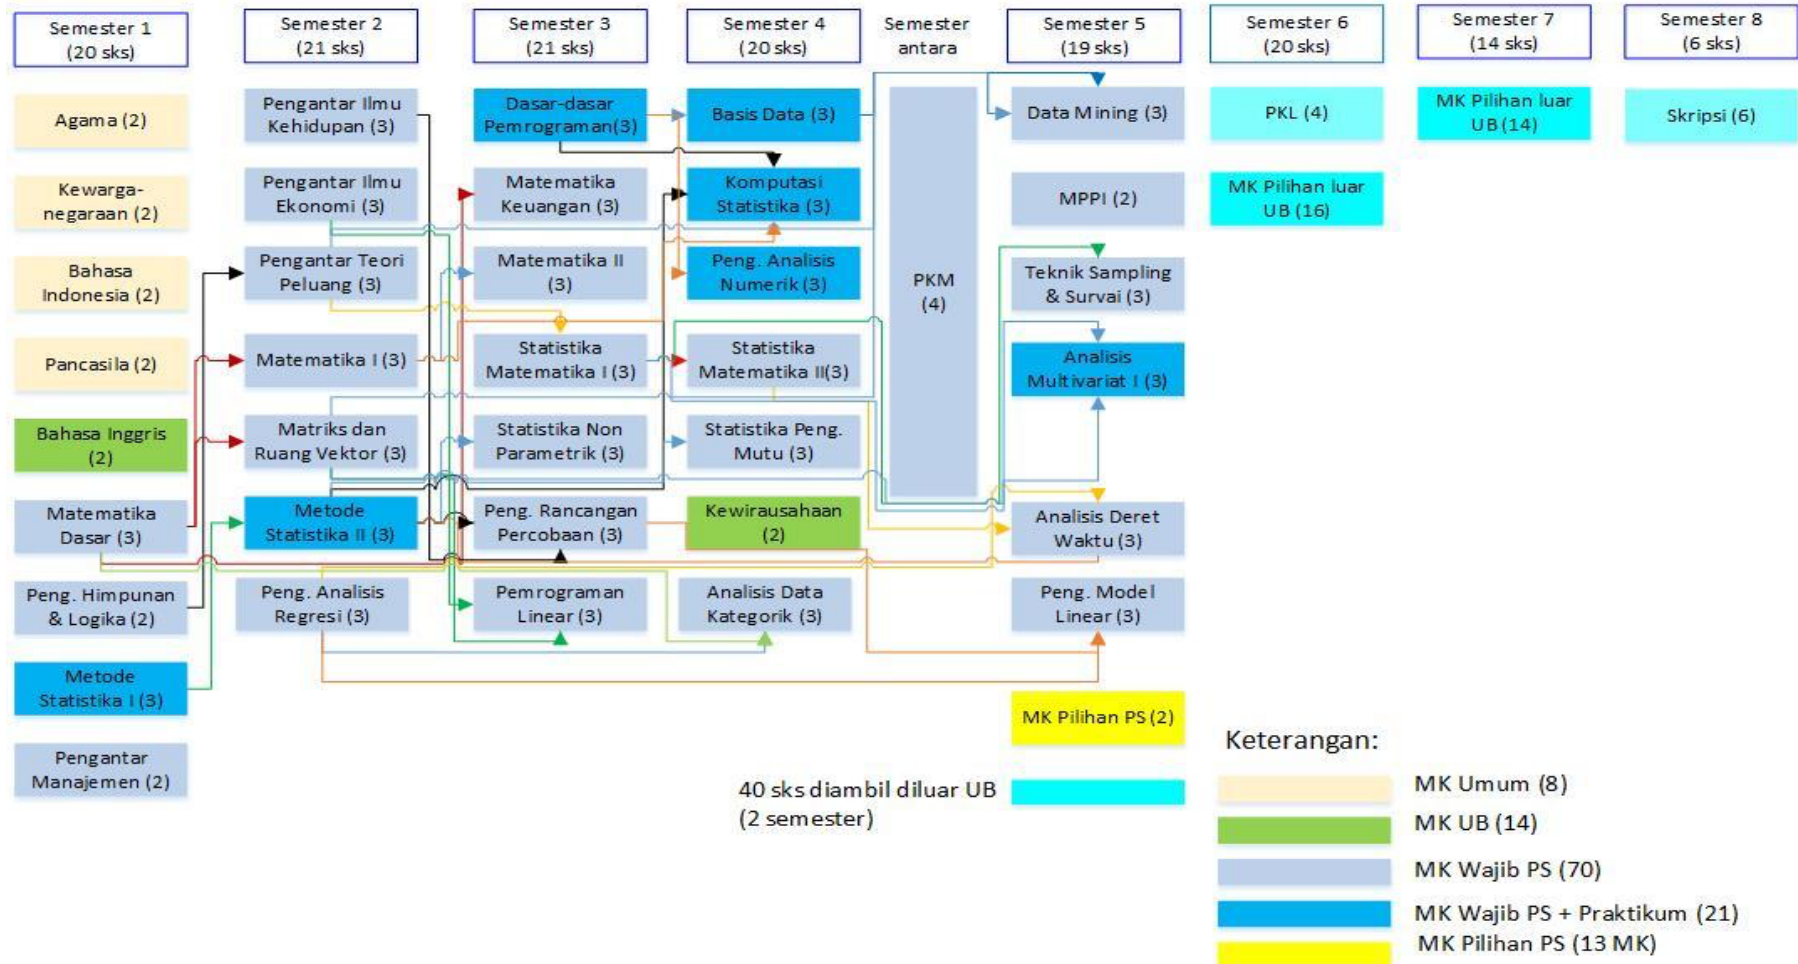 Semester 1
(20 sks)
Semester 2
(21 sks)
Semester 3
(21 sks)
Semester 4
(20 sks)
Semester
antara
Semester 5
(19 sks)
Semester 6
(20 sks)
Semester 7
(14 sks)
Semester 8
(6 sks)
Agama (2)
Pengantar Ilmu
Kehidupan (3)
Dasar-dasar
Pemrograman(3)
Basis Data (3)
Data Mining (3)
PKL (4)
MK Pilihan luar
UB (14)
Skripsi (6)
Kewarga-
negaraan (2)
Pengantar Ilmu
Ekonomi (3)
Matematika
Keuangan (3)
Komputasi
Statistika (3)
MPPI (2)
MK Pilihan luar
UB (16)
Bahasa
Indonesia (2)
Pengantar Teori
Peluang (3)
Matematika II
(3)
Peng. Analisis
Numerik (3)
PKM
(4)
Teknik Sampling
& Survai (3)
Pancasila (2)
Matematika I (3)
Statistika
Matematika I (3)
Statistika
Matematika II(3)
Analisis
Multivariat I (3)
Bahasa Inggris
(2)
Matriks dan
Ruang Vektor (3)
Statistika Non
Parametrik (3)
Statistika Peng.
Mutu (3)
Matematika
Dasar (3)
Metode
Statistika II (3)
Peng. Rancangan
Percobaan (3)
Kewirausahaan
(2)
Analisis Deret
Waktu (3)
Peng. Himpunan
& Logika (2)
Peng. Analisis
Regresi (3)
Pemrograman
Linear (3)
Analisis Data
Kategorik (3)
Peng. Model
Linear (3)
Metode
Statistika I (3)
MK Pilihan PS (2)
Pengantar
Manajemen (2)
40 sks diambil diluar UB
(2 semester)
Keterangan:
MK Umum (8)
MK UB (14)
MK Wajib PS (70)
MK Wajib PS + Praktikum (21)
MK Pilihan PS (13 MK)